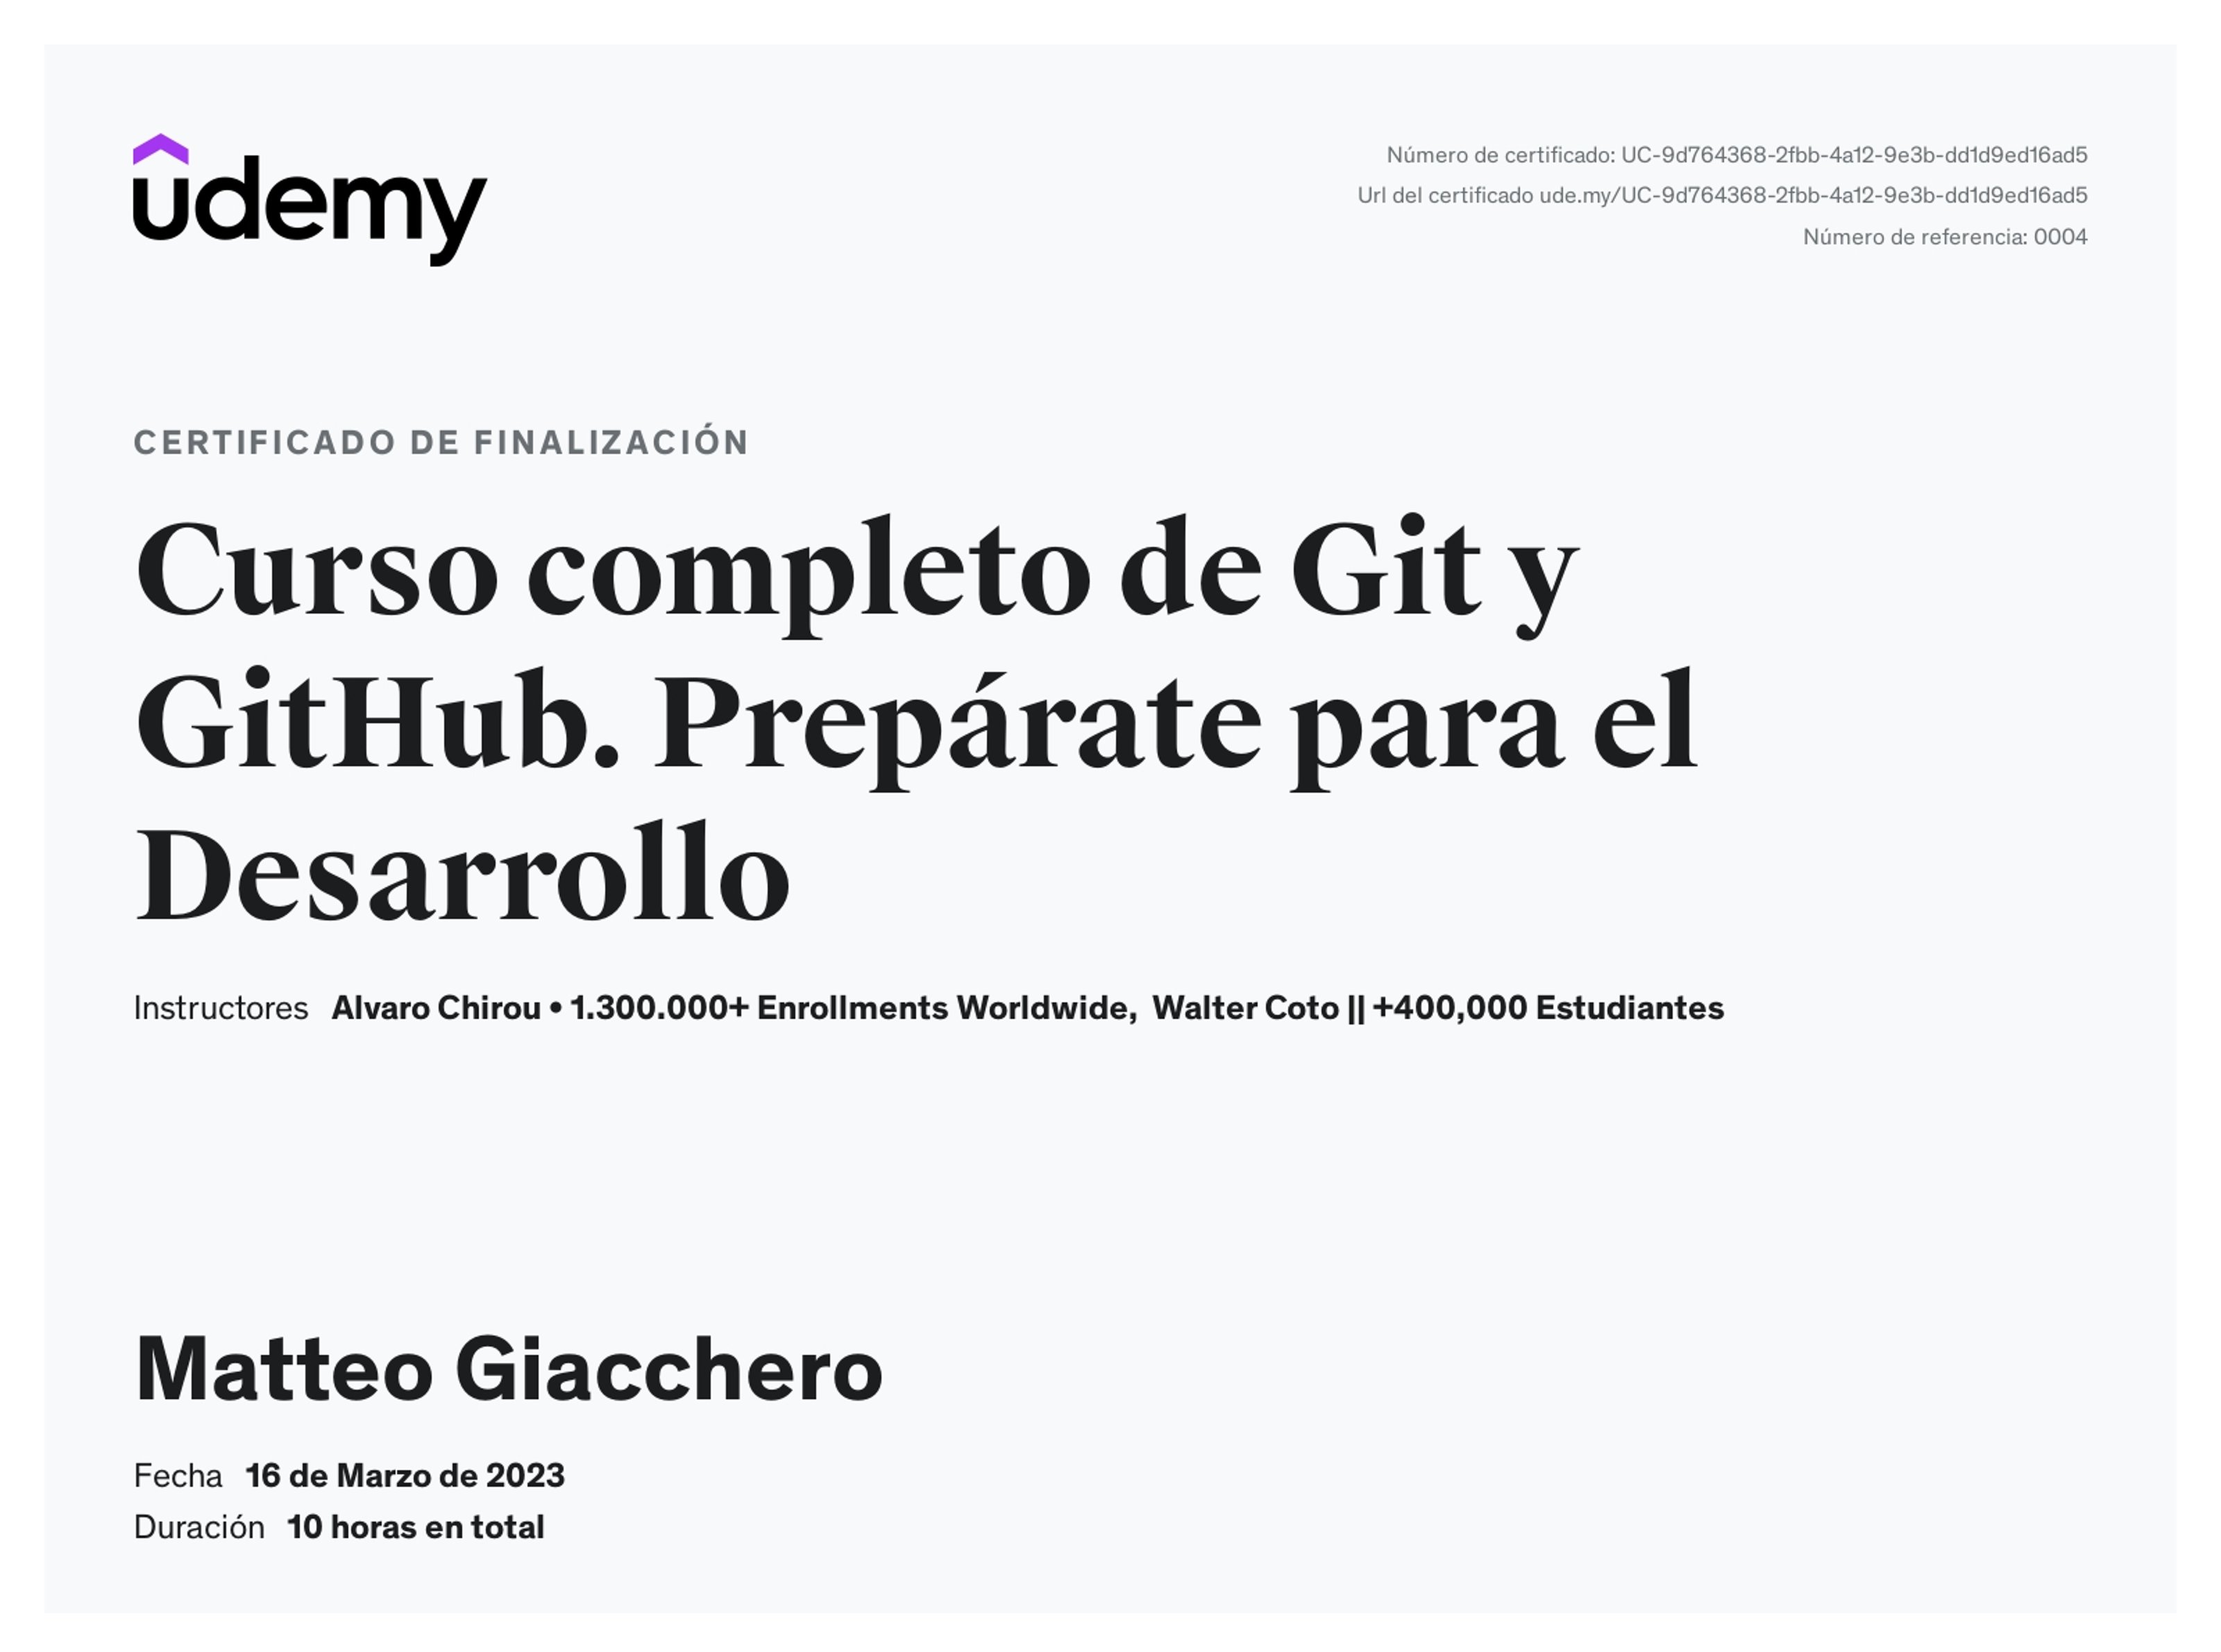 udemy
Número de certificado: UC-9d764368-2fbb-4a12-9e3b-dd1d9ed16ad5
Url del certificado ude.my/UC-9d764368-2fbb-4a12-9e3b-dd1d9ed16ad5
Número de referencia: 0004
CERTIFICADO DE FINALIZACIÓN
Curso completo de Git y
GitHub. Prepárate para el
Desarrollo
Instructores Alvaro Chirou • 1.300.000+ Enrollments Worldwide, Walter Coto || +400,000 Estudiantes
Matteo Giacchero
Fecha 16 de Marzo de 2023
Duración 10 horas en total